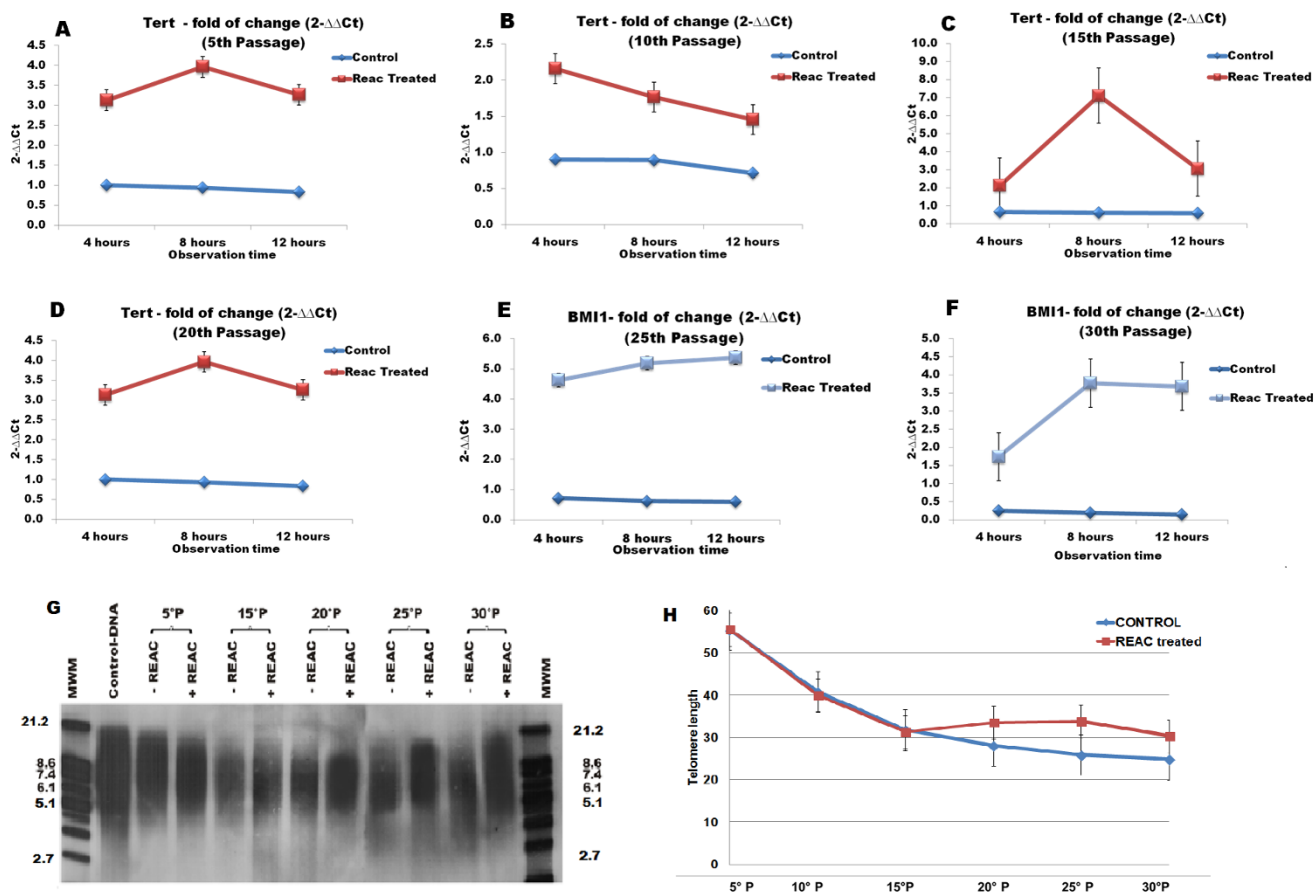 A
Tert - fold of change (2-ΔΔCt)
(5th Passage)
4.5
4.0
3.5
3.0
2.5
2.0
1.5
1.0
0.5
0.0
2-ΔΔCt
Control
Reac Treated
4 hours 8 hours 12 hours
Observation time
B
Tert - fold of change (2-ΔΔCt)
(10th Passage)
2.5
2.0
1.5
1.0
0.5
0.0
2-ΔΔCt
Control
Reac Treated
4 hours 8 hours 12 hours
Observation time
C
Tert - fold of change (2-ΔΔCt)
(15th Passage)
10.0
9.0
8.0
7.0
6.0
5.0
4.0
3.0
2.0
1.0
0.0
2-ΔΔCt
Control
Reac Treated
4 hours 8 hours 12 hours
Observation time
D
Tert - fold of change (2-ΔΔCt)
(20th Passage)
4.5
4.0
3.5
3.0
2.5
2.0
1.5
1.0
0.5
0.0
2-ΔΔCt
Control
Reac Treated
4 hours 8 hours 12 hours
Observation time
E
BMI1- fold of change (2-ΔΔCt)
(25th Passage)
6.0
5.0
4.0
3.0
2.0
1.0
0.0
2-ΔΔCt
Control
Reac Treated
4 hours 8 hours 12 hours
Observation time
F
BMI1- fold of change (2-ΔΔCt)
(30th Passage)
5.0
4.5
4.0
3.5
3.0
2.5
2.0
1.5
1.0
0.5
0.0
2-ΔΔCt
Control
Reac Treated
4 hours 8 hours 12 hours
Observation time
G
5°P 15°P 20°P 25°P 30°P
MWM
Control-DNA
- REAC
+ REAC
- REAC
+ REAC
- REAC
+ REAC
- REAC
+ REAC
- REAC
+ REAC
MWM
21.2
8.6
7.4
6.1
5.1
2.7
21.2
8.6
7.4
6.1
5.1
2.7
H
60
50
40
30
20
10
0
Telomere length
CONTROL
REAC treated
5° P 10° P 15°P 20° P 25° P 30°P